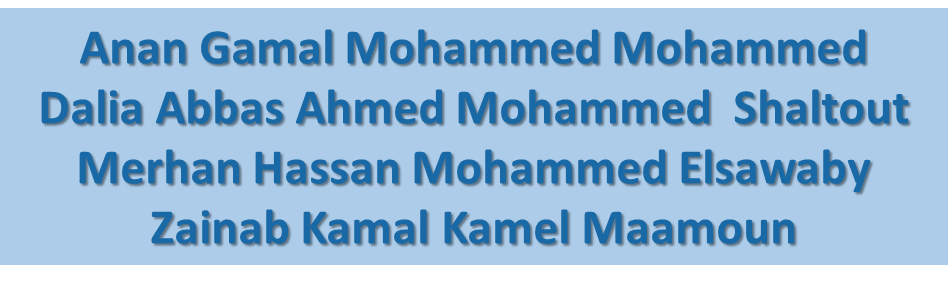 Anan Gamal Mohammed Mohammed
Dalia Abbas Ahmed Mohammed  Shaltout
Merhan Hassan Mohammed Elsawaby
Zainab Kamal Kamel Maamoun